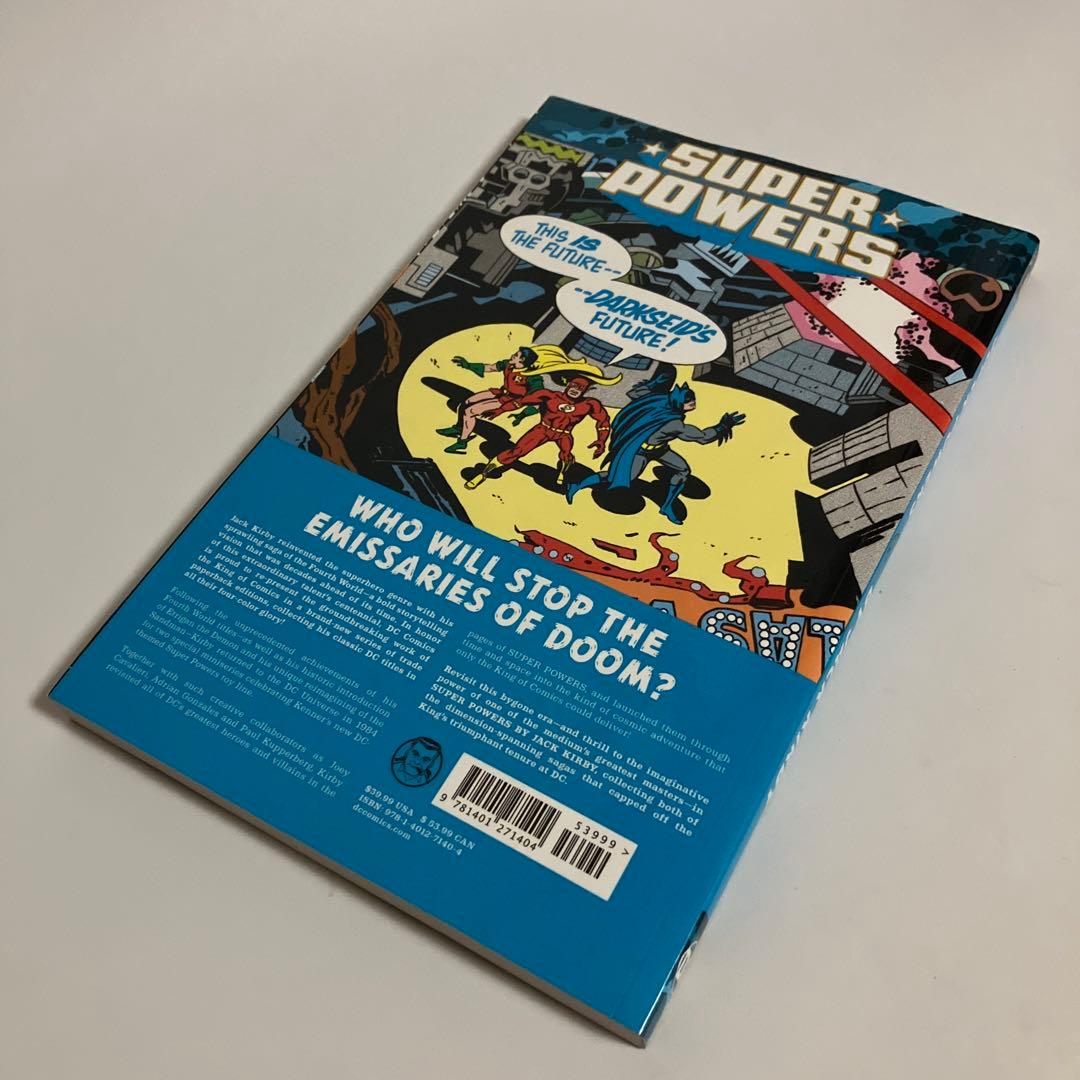 SUPER
POWERS
THIS IS
THE FUTURE--
--DARKSEID'S
FUTURE!
WHO WILL STOP THE
EMISSARIES OF DOOM?
Jack Kirby reinvented the superhero genre with his
sprawling saga of the Fourth World—a bold storytelling
vision that was decades ahead of its time. In honor
of this extraordinary talent's centennial, DC Comics
is proud to re-present the groundbreaking work of
the King of Comics in a brand-new series of trade
paperback editions, collecting his classic DC titles in
all their four-color glory!
Following the unprecedented achievements of his
Fourth World titles—as well as his historic introduction
of Etrigan the Demon and his unique reimagining of the
Sandman—Kirby returned to the DC Universe in 1984
for two special miniseries celebrating Kenner's new DC-
themed Super Powers toy line.
Together with such creative collaborators as Joey
Cavalieri, Adrian Gonzales and Paul Kupperberg, Kirby
enlisted all of DC's greatest heroes and villains in the
pages of SUPER POWERS, and launched them through
time and space into the kind of cosmic adventure that
only the King of Comics could deliver!
Revisit this bygone era—and thrill to the imaginative
power of one of the medium's greatest masters—in
SUPER POWERS BY JACK KIRBY, collecting both of
the dimension-spanning sagas that capped off the
King's triumphant tenure at DC.
$39.99 USA $53.99 CAN
ISBN: 978-1-4012-7140-4
dccomics.com
53999 >
9 781401 271404